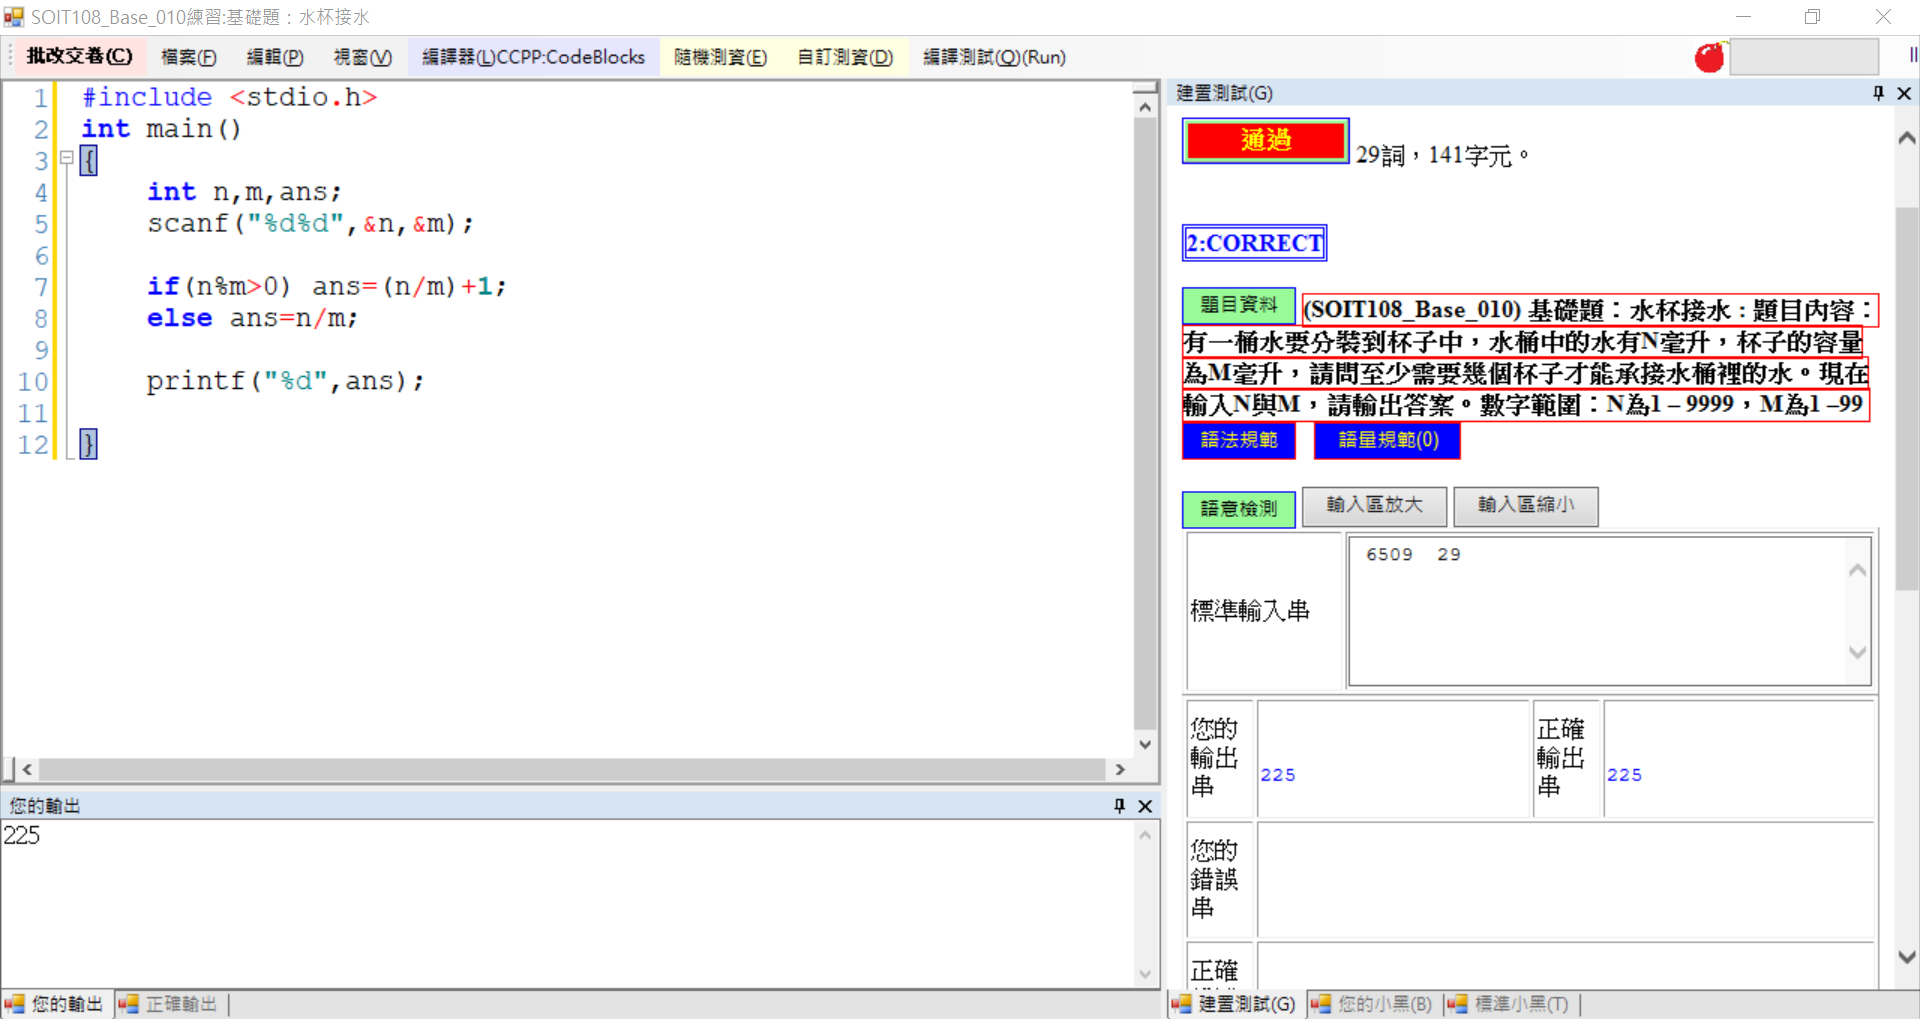 SOIT108_Base_010練習:基礎題：水杯接水
批改交卷(C) 檔案(F) 編輯(P) 視窗(V) 編譯器(L)CCPP:CodeBlocks 隨機測資(E) 自訂測資(D) 編譯測試(Q)(Run)
1 #include <stdio.h>
2 int main()
3 {
4 int n,m,ans;
5 scanf("%d%d",&n,&m);
6
7 if(n%m>0) ans=(n/m)+1;
8 else ans=n/m;
9
10 printf("%d",ans);
11
12 }
您的輸出
225
您的輸出 正確輸出
建置測試(G)
通過 29詞，141字元。
2:CORRECT
題目資料 (SOIT108_Base_010) 基礎題：水杯接水 : 題目內容：
有一桶水要分裝到杯子中，水桶中的水有N毫升，杯子的容量
為M毫升，請問至少需要幾個杯子才能承接水桶裡的水。現在
輸入N與M，請輸出答案。數字範圍：N為1 – 9999，M為1 –99
語法規範 語量規範(0)
語意檢測 輸入區放大 輸入區縮小
標準輸入串 6509 29
您的輸出串 225 正確輸出串 225
您的錯誤串
正確
建置測試(G) 您的小黑(B) 標準小黑(T)